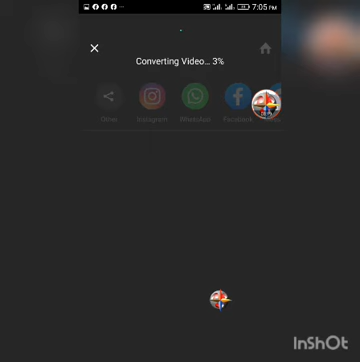 7:05 PM
Converting Video... 3%
Other Instagram WhatsApp Facebook
InShOt